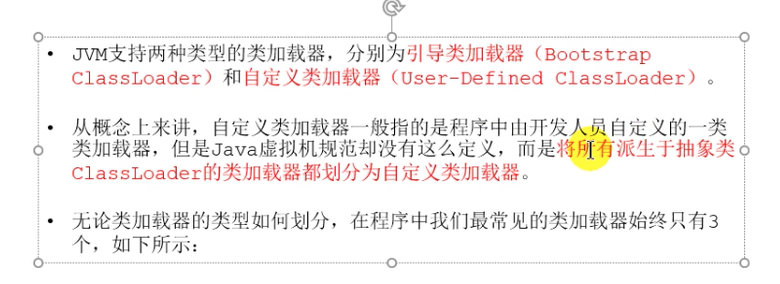 • JVM支持两种类型的类加载器，分别为引导类加载器（Bootstrap
ClassLoader）和自定义类加载器（User-Defined ClassLoader）。
• 从概念上来讲，自定义类加载器一般指的是程序中由开发人员自定义的一类
类加载器，但是Java虚拟机规范却没有这么定义，而是将所有派生于抽象类
ClassLoader的类加载器都划分为自定义类加载器。
• 无论类加载器的类型如何划分，在程序中我们最常见的类加载器始终只有3
个，如下所示：